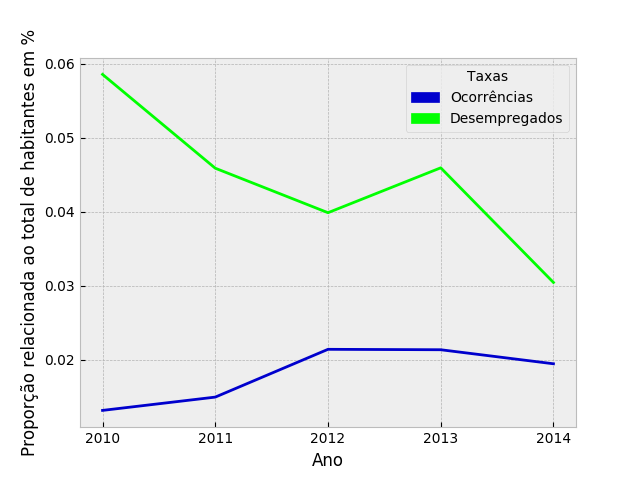 Proporção relacionada ao total de habitantes em %
0.06
0.05
0.04
0.03
0.02
Taxas
Ocorrências
Desempregados
2010 2011 2012 2013 2014
Ano